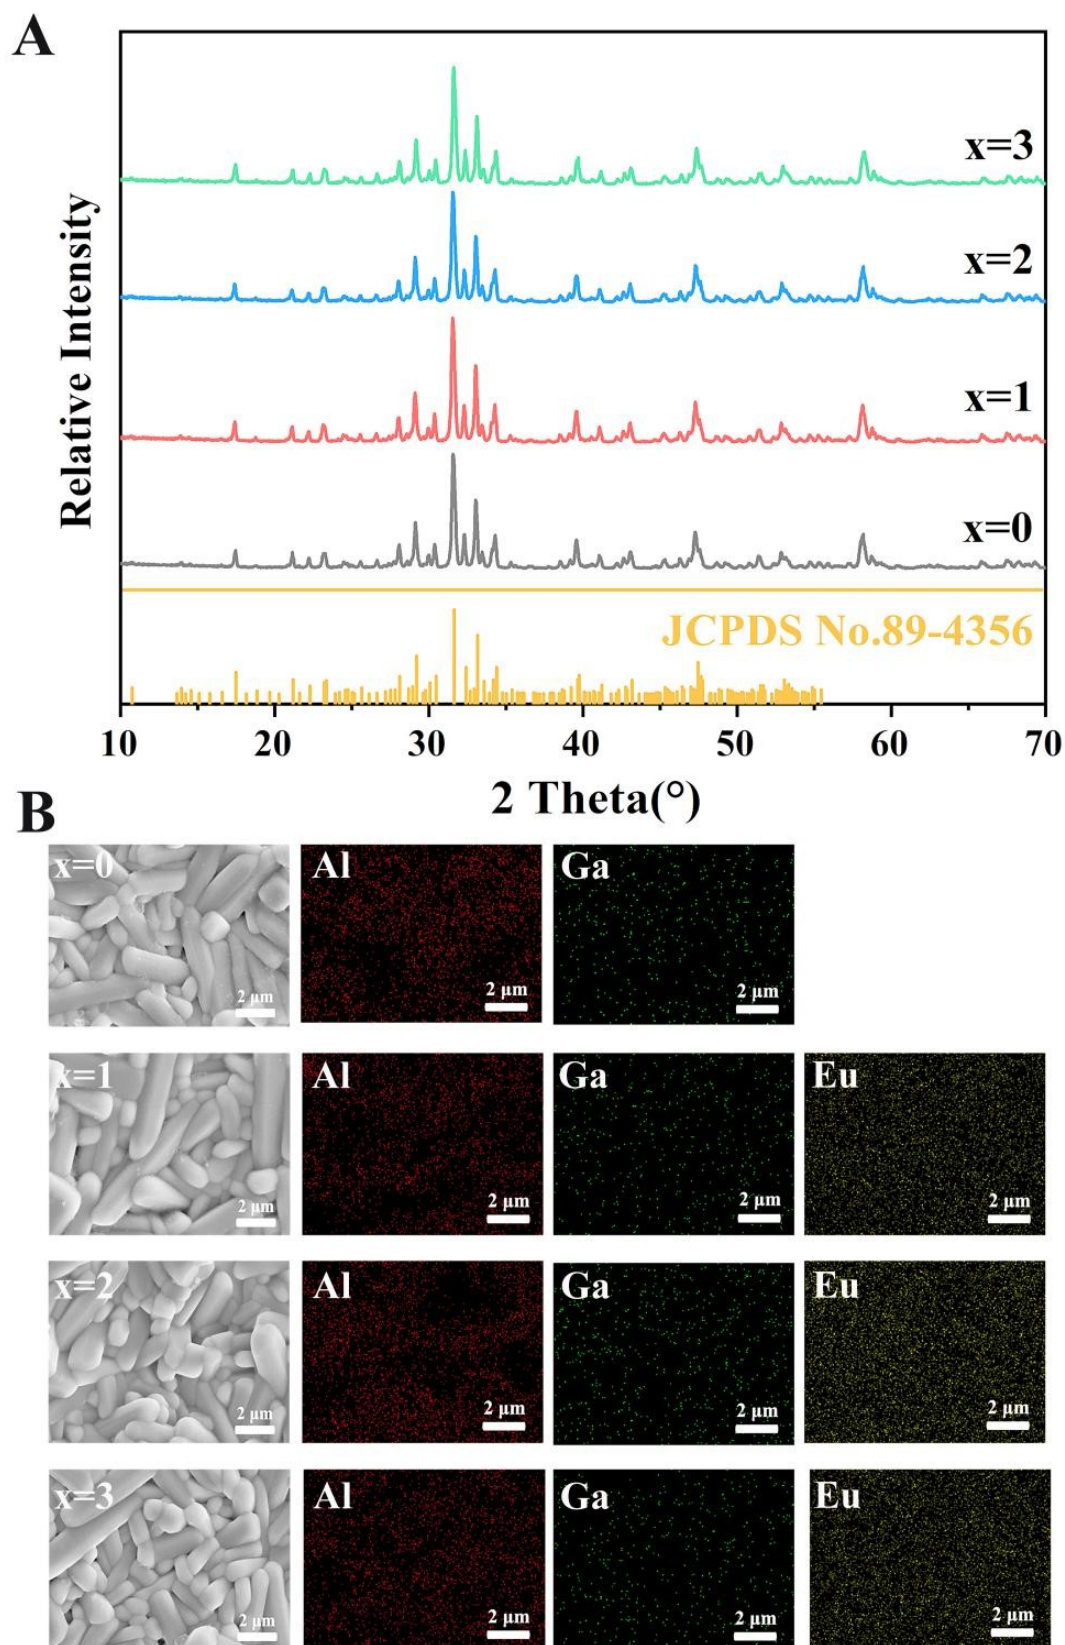 A
Relative Intensity
x=3
x=2
x=1
x=0
JCPDS No.89-4356
10 20 30 40 50 60 70
2 Theta(°)
B
x=0 Al Ga
2 μm 2 μm 2 μm
x=1 Al Ga Eu
2 μm 2 μm 2 μm 2 μm
x=2 Al Ga Eu
2 μm 2 μm 2 μm 2 μm
x=3 Al Ga Eu
2 μm 2 μm 2 μm 2 μm